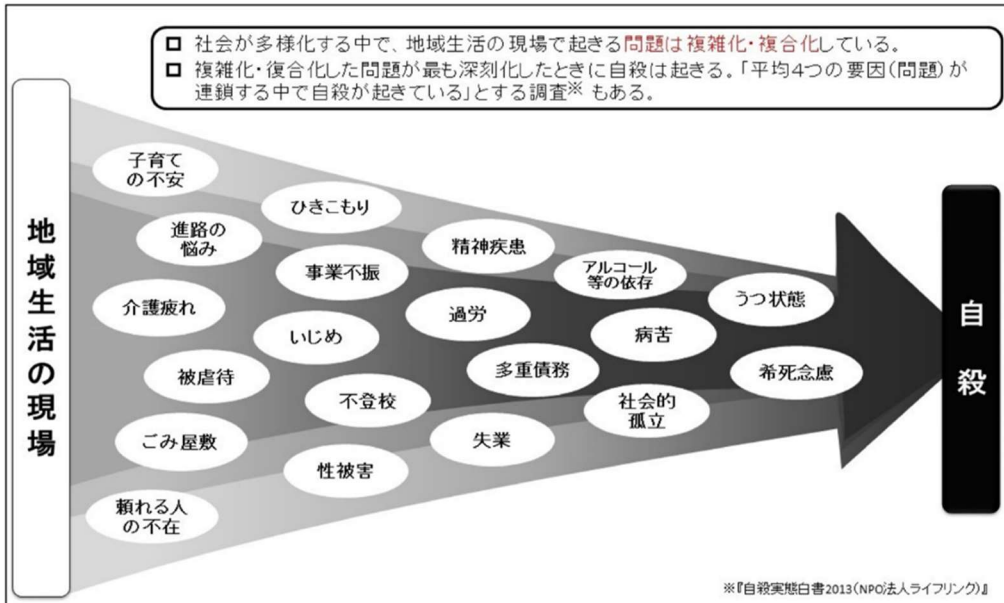 □ 社会が多様化する中で、地域生活の現場で起きる問題は複雑化・複合化している。
□ 複雑化・復合化した問題が最も深刻化したときに自殺は起きる。「平均4つの要因(問題)が
連鎖する中で自殺が起きている」とする調査※ もある。
地域生活の現場
子育て
の不安
ひきこもり
進路の
悩み
精神疾患
事業不振
アルコール
等の依存
うつ状態
介護疲れ
過労
いじめ
病苦
被虐待
多重債務
希死念慮
不登校
社会的
孤立
ごみ屋敷
失業
性被害
頼れる人
の不在
自殺
※『自殺実態白書2013(NPO法人ライフリンク)』